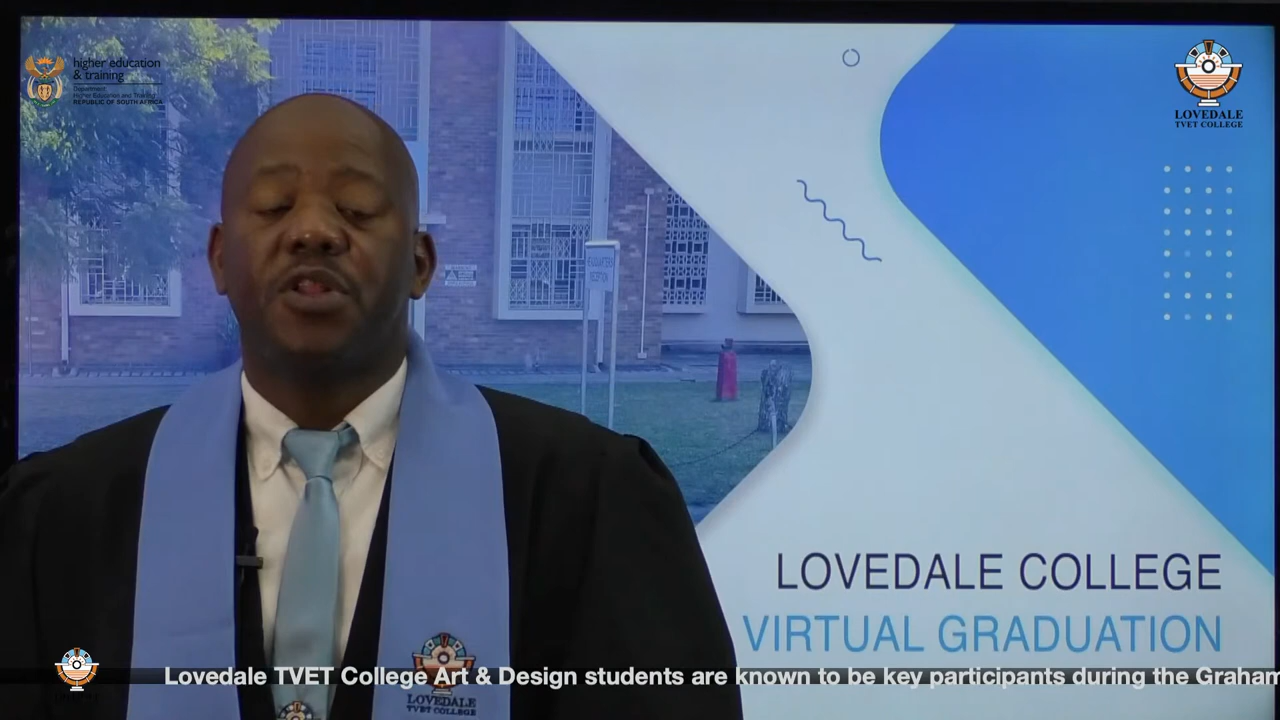 higher education
& training
Department:
Higher Education and Training
REPUBLIC OF SOUTH AFRICA
LOVEDALE
TVET COLLEGE
RECEPTION
LOVEDALE COLLEGE
VIRTUAL GRADUATION
LOVEDALE
TVET COLLEGE
Lovedale TVET College Art & Design students are known to be key participants during the Graham